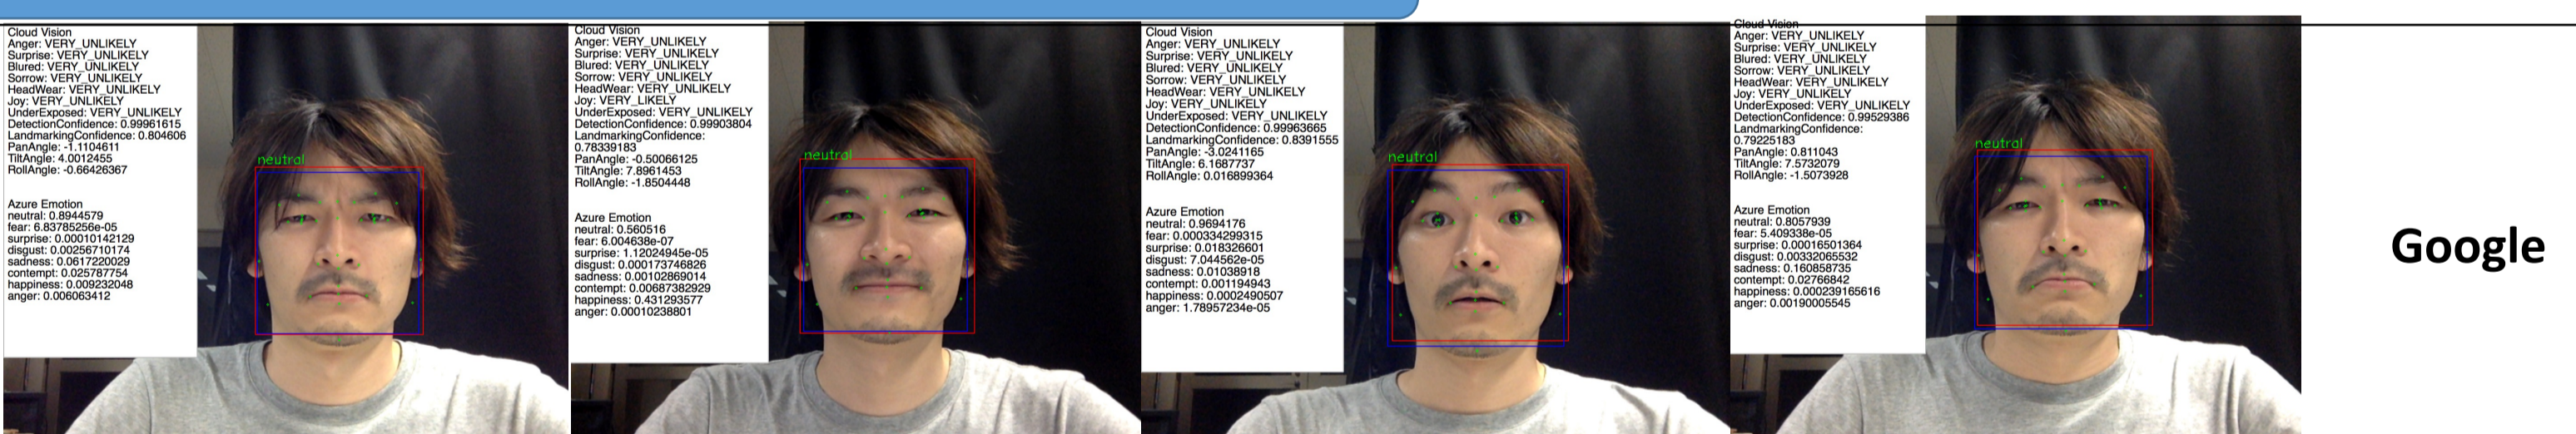 Cloud Vision
Anger: VERY_UNLIKELY
Surprise: VERY_UNLIKELY
Blured: VERY_UNLIKELY
Sorrow: VERY_UNLIKELY
HeadWear: VERY_UNLIKELY
Joy: VERY_UNLIKELY
UnderExposed: VERY_UNLIKELY
DetectionConfidence: 0.99961615
LandmarkingConfidence: 0.804606
PanAngle: -1.1104611
TiltAngle: 4.0012455
RollAngle: -0.66426367
Azure Emotion
neutral: 0.8944579
fear: 6.83785256e-05
surprise: 0.00010142129
disgust: 0.00256710174
sadness: 0.0617220029
contempt: 0.025787754
happiness: 0.009232048
anger: 0.006063412
neutral
Cloud Vision
Anger: VERY_UNLIKELY
Surprise: VERY_UNLIKELY
Blured: VERY_UNLIKELY
Sorrow: VERY_UNLIKELY
HeadWear: VERY_UNLIKELY
Joy: VERY_LIKELY
UnderExposed: VERY_UNLIKELY
DetectionConfidence: 0.99903804
LandmarkingConfidence:
0.78339183
PanAngle: -0.50066125
TiltAngle: 7.8961453
RollAngle: -1.8504448
Azure Emotion
neutral: 0.560516
fear: 6.004638e-07
surprise: 1.12024945e-05
disgust: 0.000173746826
sadness: 0.00102869014
contempt: 0.00687382929
happiness: 0.431293577
anger: 0.00010238801
neutral
Cloud Vision
Anger: VERY_UNLIKELY
Surprise: VERY_UNLIKELY
Blured: VERY_UNLIKELY
Sorrow: VERY_UNLIKELY
HeadWear: VERY_UNLIKELY
Joy: VERY_UNLIKELY
UnderExposed: VERY_UNLIKELY
DetectionConfidence: 0.99963665
LandmarkingConfidence: 0.8391555
PanAngle: -3.0241165
TiltAngle: 6.1687737
RollAngle: 0.016899364
Azure Emotion
neutral: 0.9694176
fear: 0.000334299315
surprise: 0.018326601
disgust: 7.044562e-05
sadness: 0.01038918
contempt: 0.001194943
happiness: 0.0002490507
anger: 1.78957234e-05
neutral
Cloud Vision
Anger: VERY_UNLIKELY
Surprise: VERY_UNLIKELY
Blured: VERY_UNLIKELY
Sorrow: VERY_UNLIKELY
HeadWear: VERY_UNLIKELY
Joy: VERY_UNLIKELY
UnderExposed: VERY_UNLIKELY
DetectionConfidence: 0.99529386
LandmarkingConfidence:
0.79225183
PanAngle: 0.811043
TiltAngle: 7.5732079
RollAngle: -1.5073928
Azure Emotion
neutral: 0.8057939
fear: 5.409338e-05
surprise: 0.00016501364
disgust: 0.00332065532
sadness: 0.160858735
contempt: 0.02766842
happiness: 0.000239165616
anger: 0.00190005545
neutral
Google